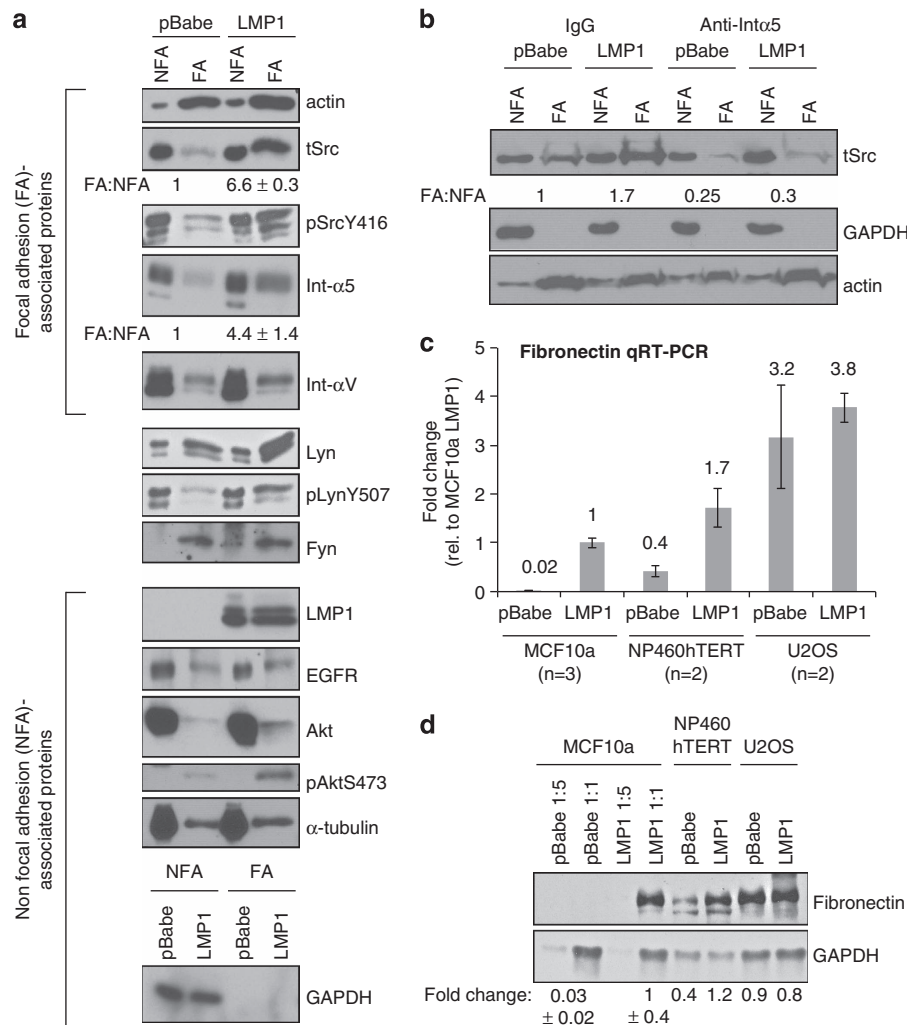 a
pBabe LMP1
NFA FA NFA FA
Focal adhesion (FA)-
associated proteins
actin
tSrc
FA:NFA 1 6.6 ± 0.3
pSrcY416
Int-α5
FA:NFA 1 4.4 ± 1.4
Int-αV
Lyn
pLynY507
Fyn
Non focal adhesion (NFA)-
associated proteins
LMP1
EGFR
Akt
pAktS473
α-tubulin
NFA FA
pBabe LMP1 pBabe LMP1
GAPDH
b
IgG Anti-Intα5
pBabe LMP1 pBabe LMP1
NFA FA NFA FA NFA FA NFA FA
tSrc
FA:NFA 1 1.7 0.25 0.3
GAPDH
actin
c
Fibronectin qRT-PCR
Fold change
(rel. to MCF10a LMP1)
5
4
3
2
1
0
0.02 1 0.4 1.7 3.2 3.8
pBabe LMP1 pBabe LMP1 pBabe LMP1
MCF10a NP460hTERT U2OS
(n=3) (n=2) (n=2)
d
MCF10a NP460 hTERT U2OS
pBabe 1:5 pBabe 1:1 LMP1 1:5 LMP1 1:1 pBabe LMP1 pBabe LMP1
Fibronectin
GAPDH
Fold change: 0.03 1 0.4 1.2 0.9 0.8
± 0.02 ± 0.4